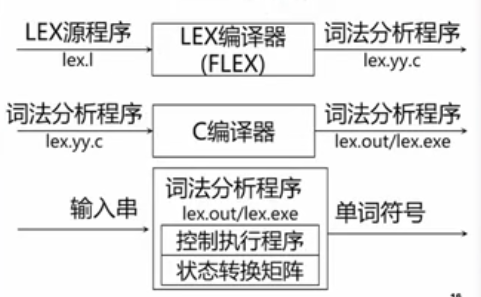 LEX源程序
lex.l
LEX编译器
(FLEX)
词法分析程序
lex.yy.c
词法分析程序
lex.yy.c
C编译器
词法分析程序
lex.out/lex.exe
输入串
词法分析程序
lex.out/lex.exe
控制执行程序
状态转换矩阵
单词符号